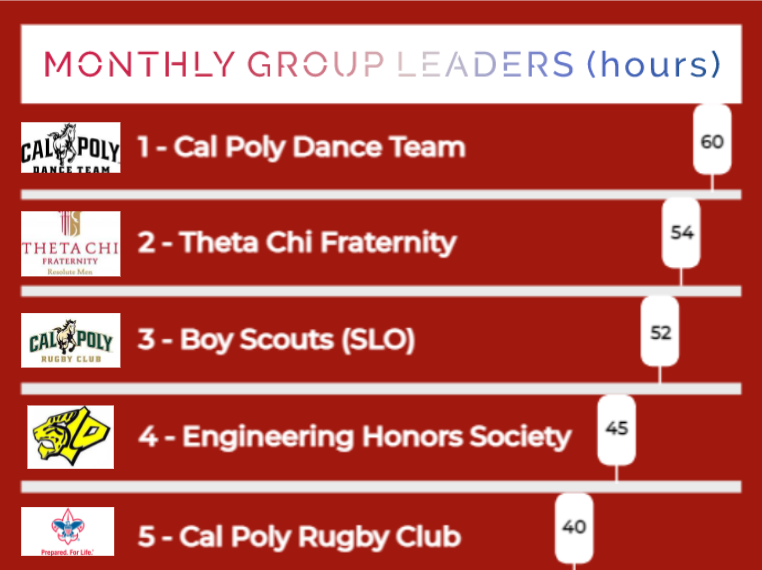 MONTHLY GROUP LEADERS (hours)
CAL POLY
DANCE TEAM
1 - Cal Poly Dance Team
60
THETA CHI
FRATERNITY
Resolute Men
2 - Theta Chi Fraternity
54
CAL POLY
RUGBY CLUB
3 - Boy Scouts (SLO)
52
4 - Engineering Honors Society
45
Prepared. For Life.
5 - Cal Poly Rugby Club
40